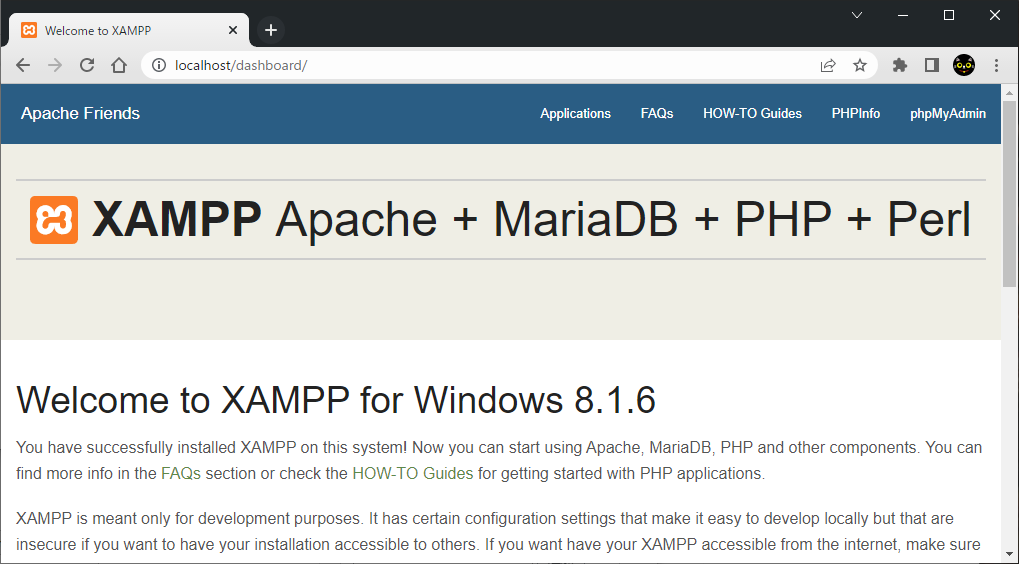 Welcome to XAMPP
localhost/dashboard/
Apache Friends
Applications
FAQs
HOW-TO Guides
PHPInfo
phpMyAdmin
XAMPP Apache + MariaDB + PHP + Perl
Welcome to XAMPP for Windows 8.1.6
You have successfully installed XAMPP on this system! Now you can start using Apache, MariaDB, PHP and other components. You can
find more info in the FAQs section or check the HOW-TO Guides for getting started with PHP applications.
XAMPP is meant only for development purposes. It has certain configuration settings that make it easy to develop locally but that are
insecure if you want to have your installation accessible to others. If you want have your XAMPP accessible from the internet, make sure